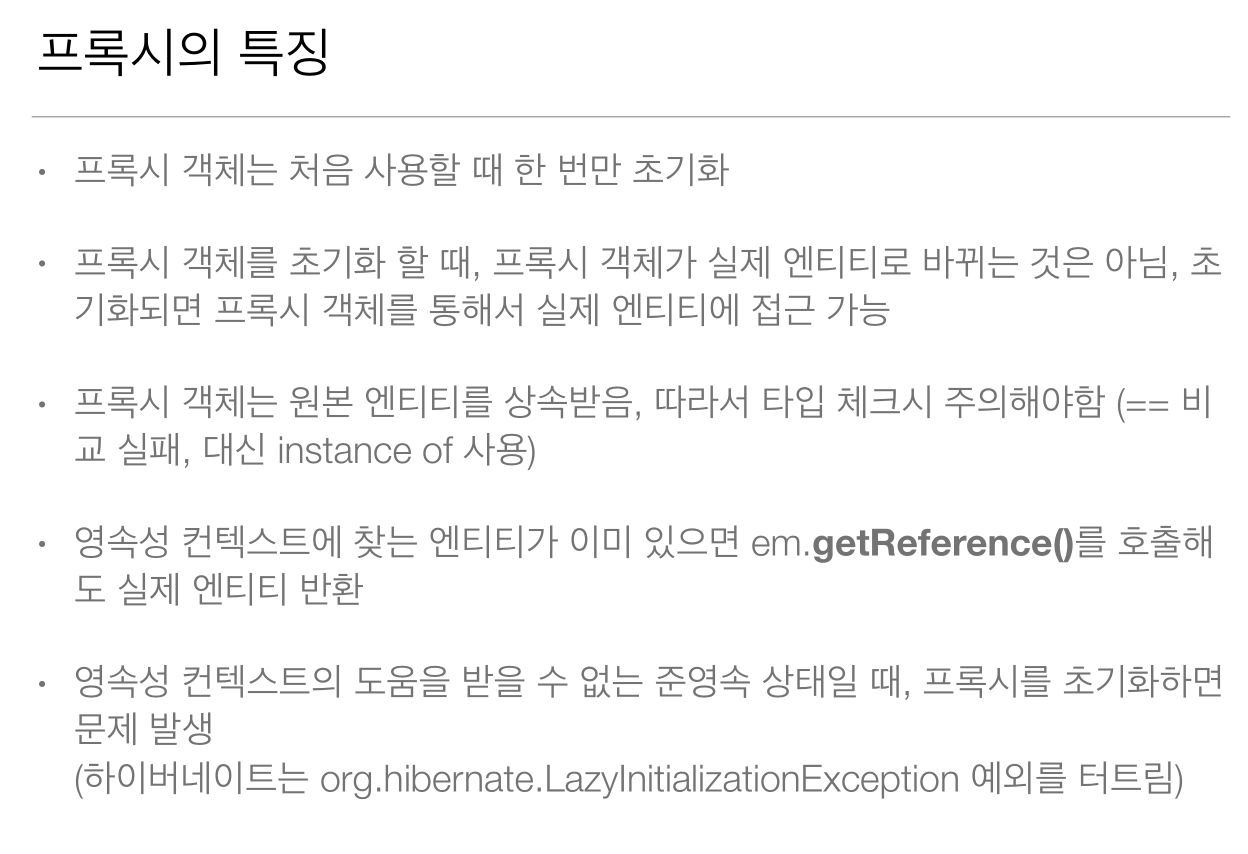 프록시의 특징
• 프록시 객체는 처음 사용할 때 한 번만 초기화
• 프록시 객체를 초기화 할 때, 프록시 객체가 실제 엔티티로 바뀌는 것은 아님, 초
기화되면 프록시 객체를 통해서 실제 엔티티에 접근 가능
• 프록시 객체는 원본 엔티티를 상속받음, 따라서 타입 체크시 주의해야함 (== 비
교 실패, 대신 instance of 사용)
• 영속성 컨텍스트에 찾는 엔티티가 이미 있으면 em.getReference()를 호출해
도 실제 엔티티 반환
• 영속성 컨텍스트의 도움을 받을 수 없는 준영속 상태일 때, 프록시를 초기화하면
문제 발생
(하이버네이트는 org.hibernate.LazyInitializationException 예외를 터트림)